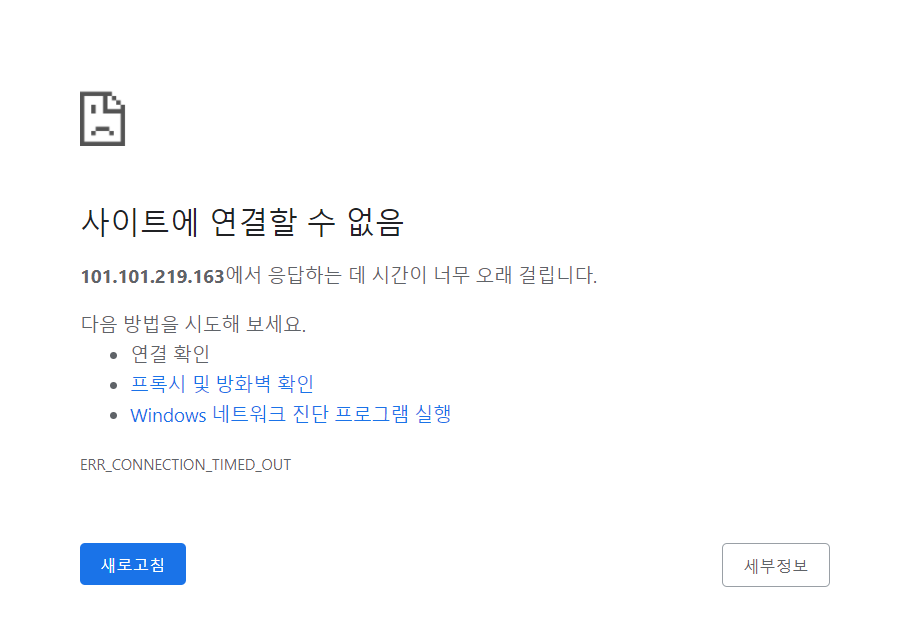 사이트에 연결할 수 없음
101.101.219.163에서 응답하는 데 시간이 너무 오래 걸립니다.
다음 방법을 시도해 보세요.
연결 확인
프록시 및 방화벽 확인
Windows 네트워크 진단 프로그램 실행
ERR_CONNECTION_TIMED_OUT
새로고침
세부정보